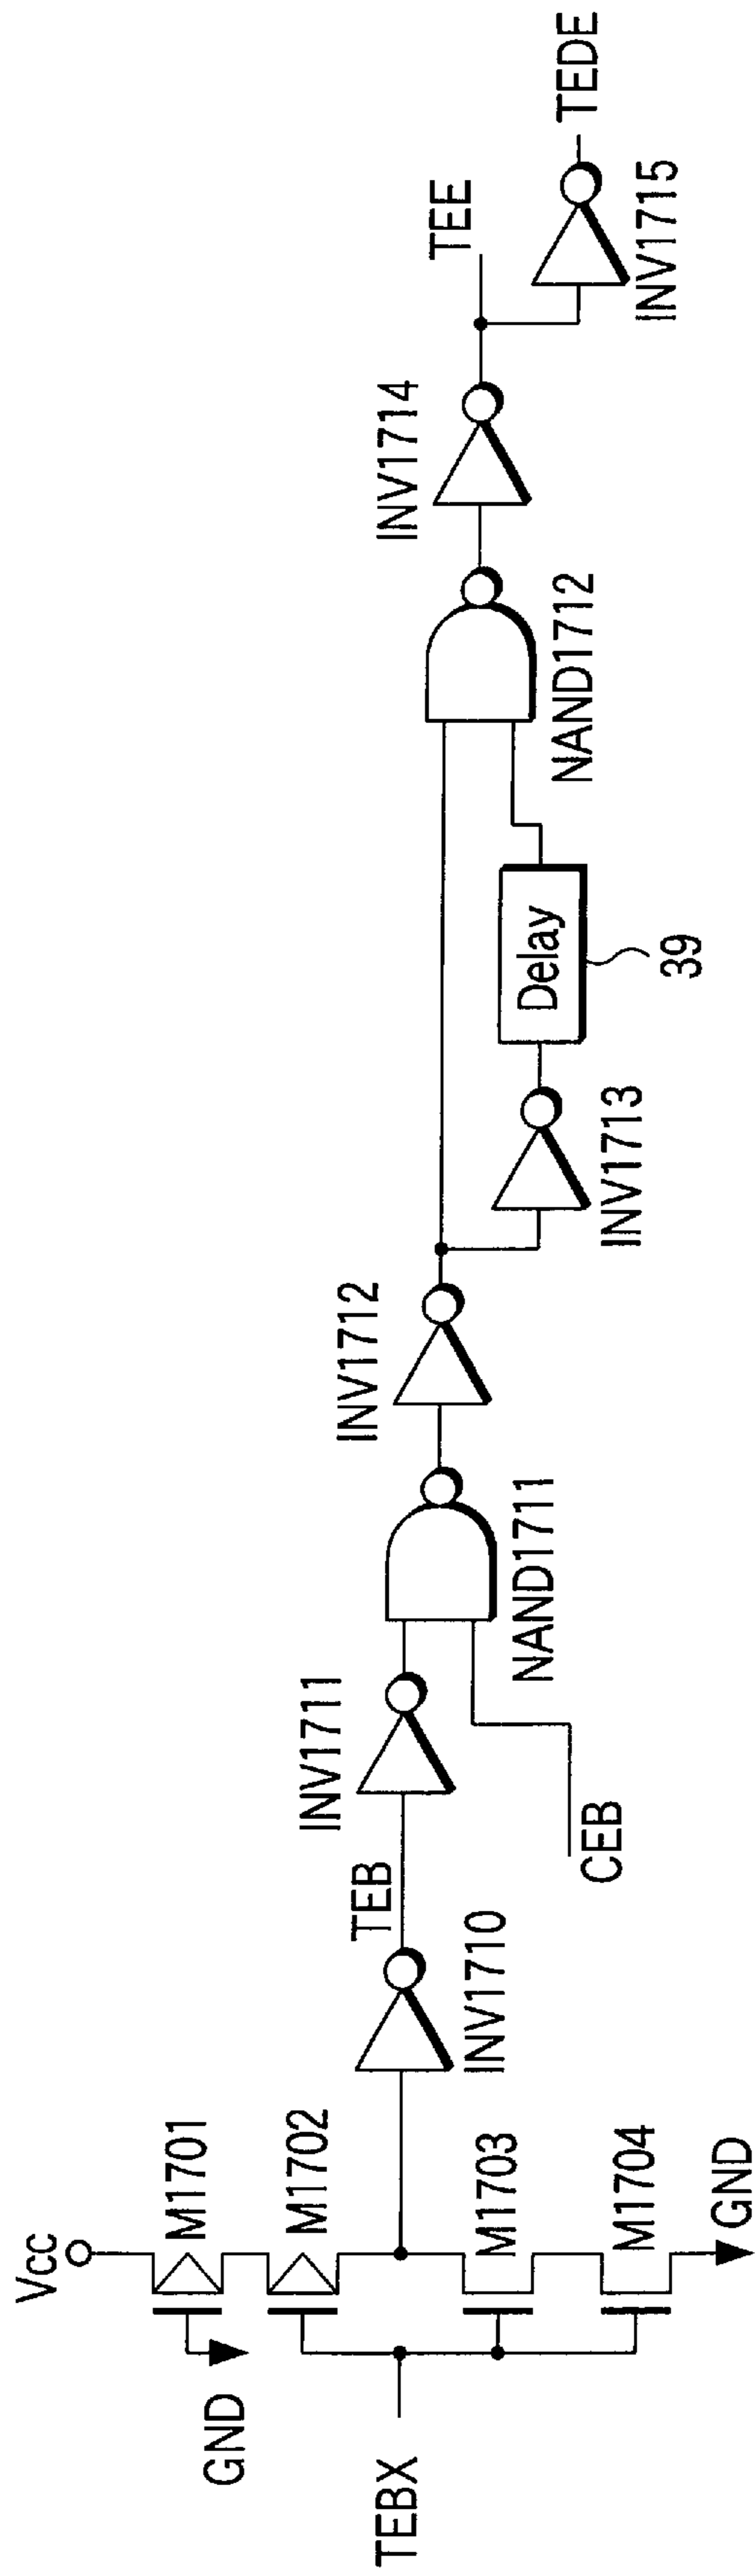 Vcc
M1701
GND
M1702
TEBX
M1703
M1704
GND
INV1710
TEB
INV1711
CEB
NAND1711
INV1712
INV1713
Delay
39
NAND1712
INV1714
TEE
INV1715
TEDE